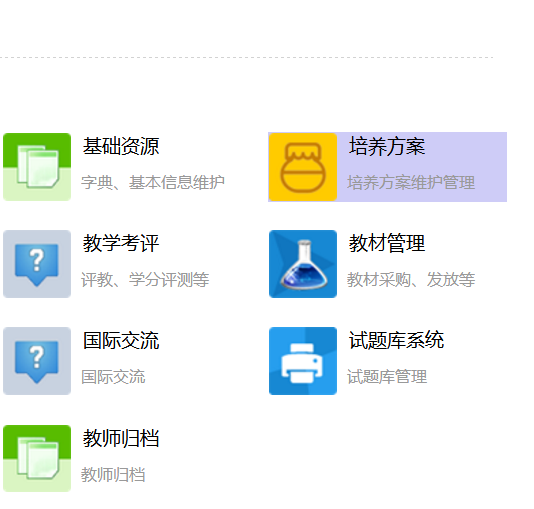 基础资源
字典、基本信息维护
培养方案
培养方案维护管理
教学考评
评教、学分评测等
教材管理
教材采购、发放等
国际交流
国际交流
试题库系统
试题库管理
教师归档
教师归档